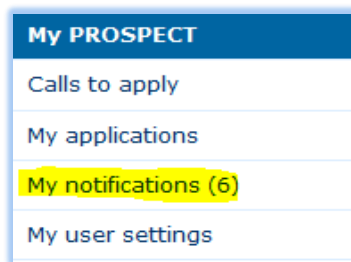 My PROSPECT
Calls to apply
My applications
My notifications (6)
My user settings